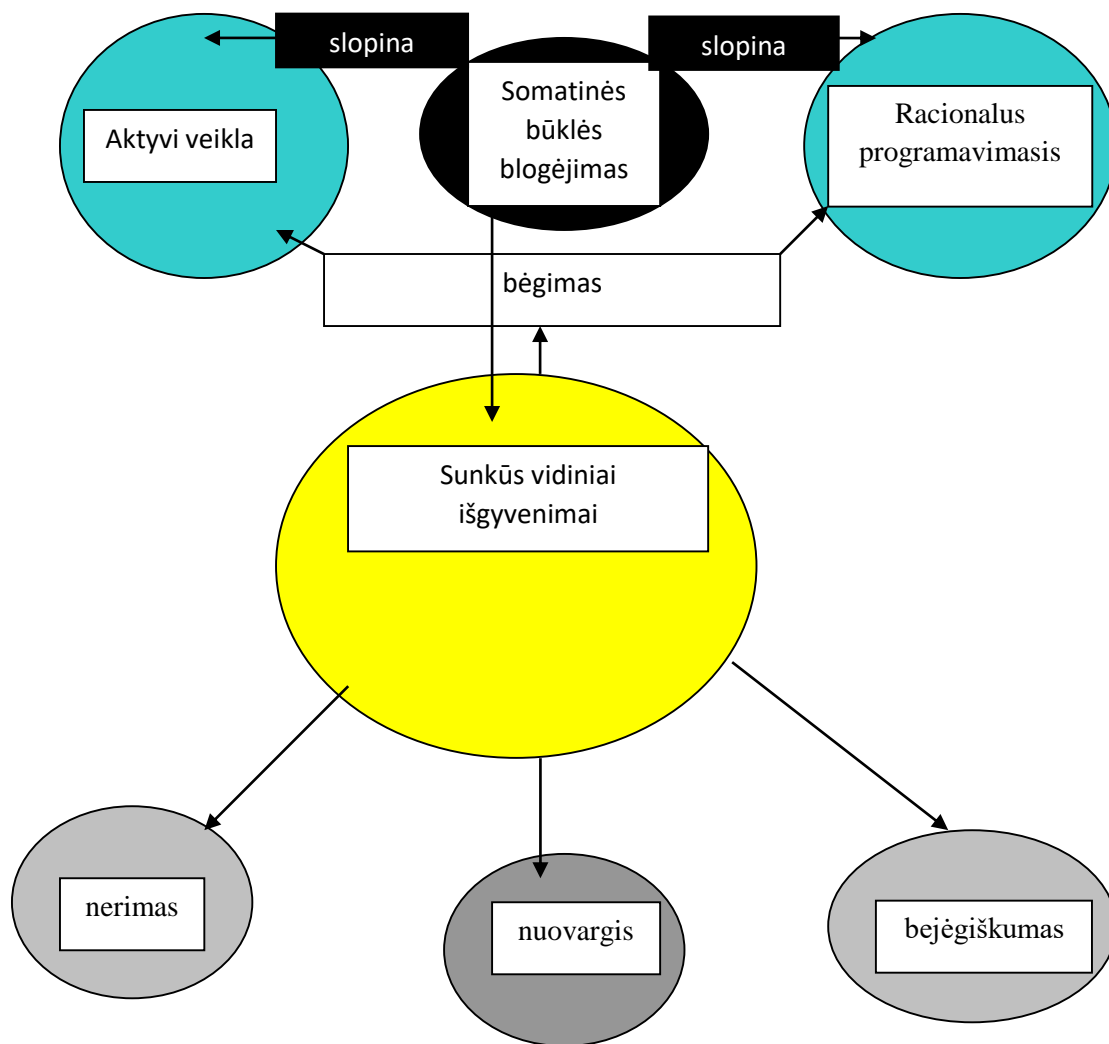 slopina
slopina
Somatinės
būklės
blogėjimas
Aktyvi veikla
Racionalus
programavimasis
bėgimas
Sunkūs vidiniai
išgyvenimai
nerimas
nuovargis
bejėgiškumas